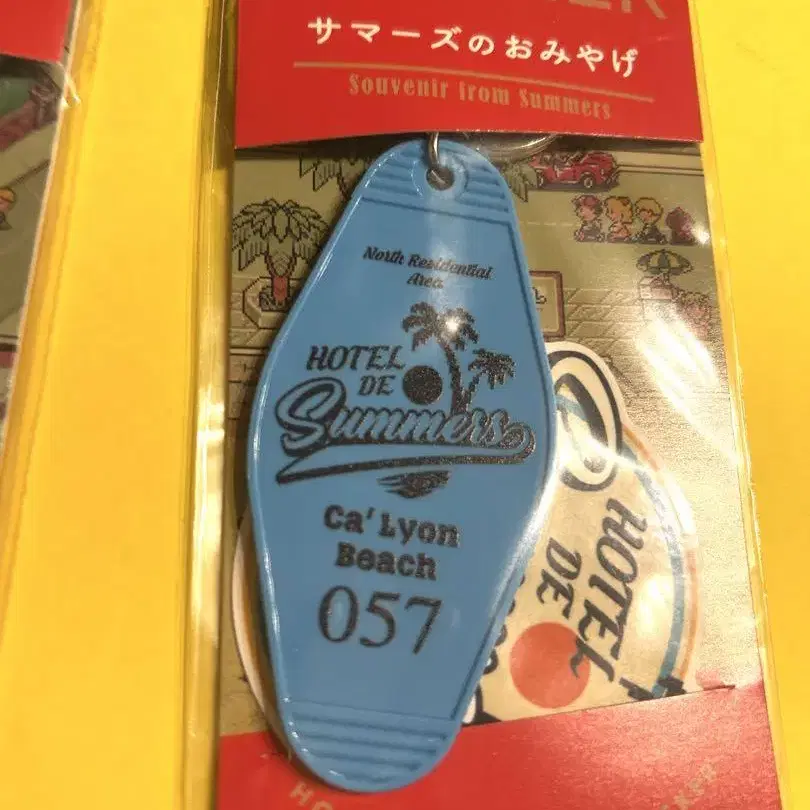 サマーズのおみやげ
Souvenir from Summers
North Residential
Area
HOTEL
DE
Summers
Ca' Lyon
Beach
057
HOTEL
DE